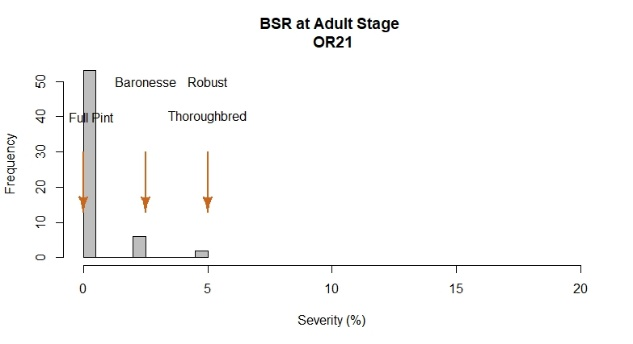 BSR at Adult Stage
OR21
Baronesse Robust
Full Pint Thoroughbred
Frequency
50
40
30
20
10
0
0 5 10 15 20
Severity (%)